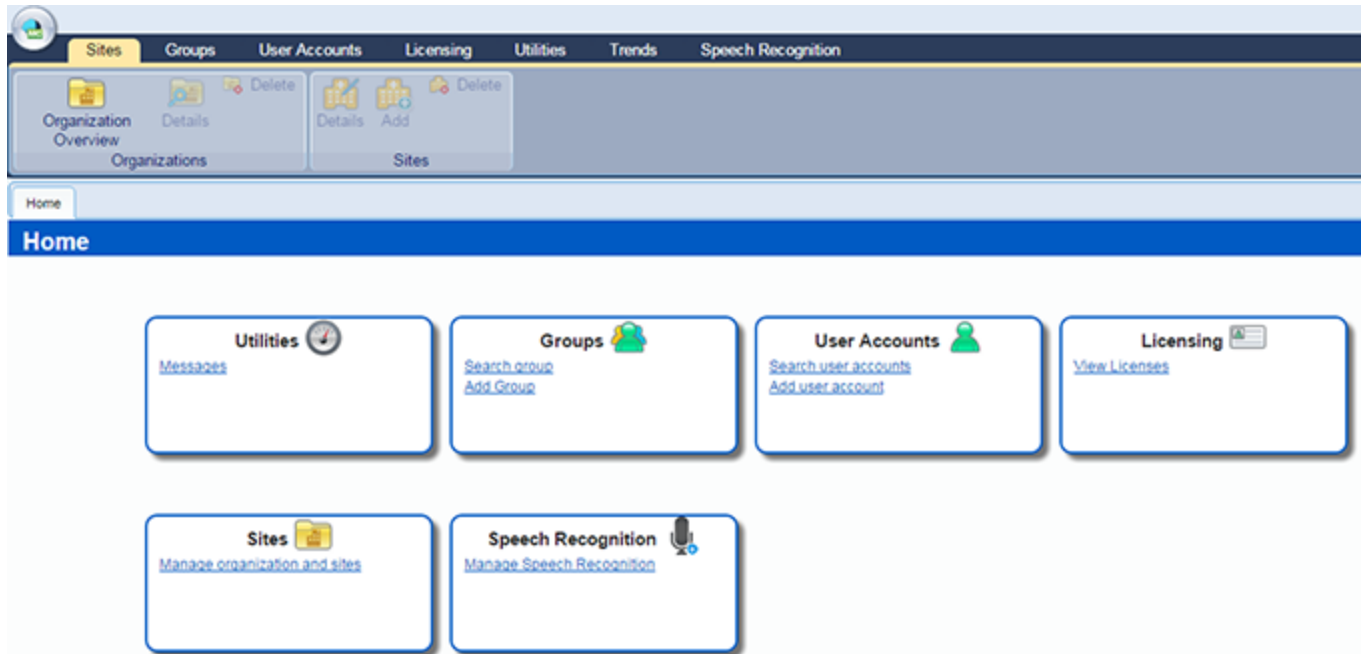 Sites Groups User Accounts Licensing Utilities Trends Speech Recognition
Organization Overview
Details
Delete
Organizations
Details
Add
Delete
Sites
Home
Home
Utilities
Messages
Groups
Search group
Add Group
User Accounts
Search user accounts
Add user account
Licensing
View Licenses
Sites
Manage organization and sites
Speech Recognition
Manage Speech Recognition